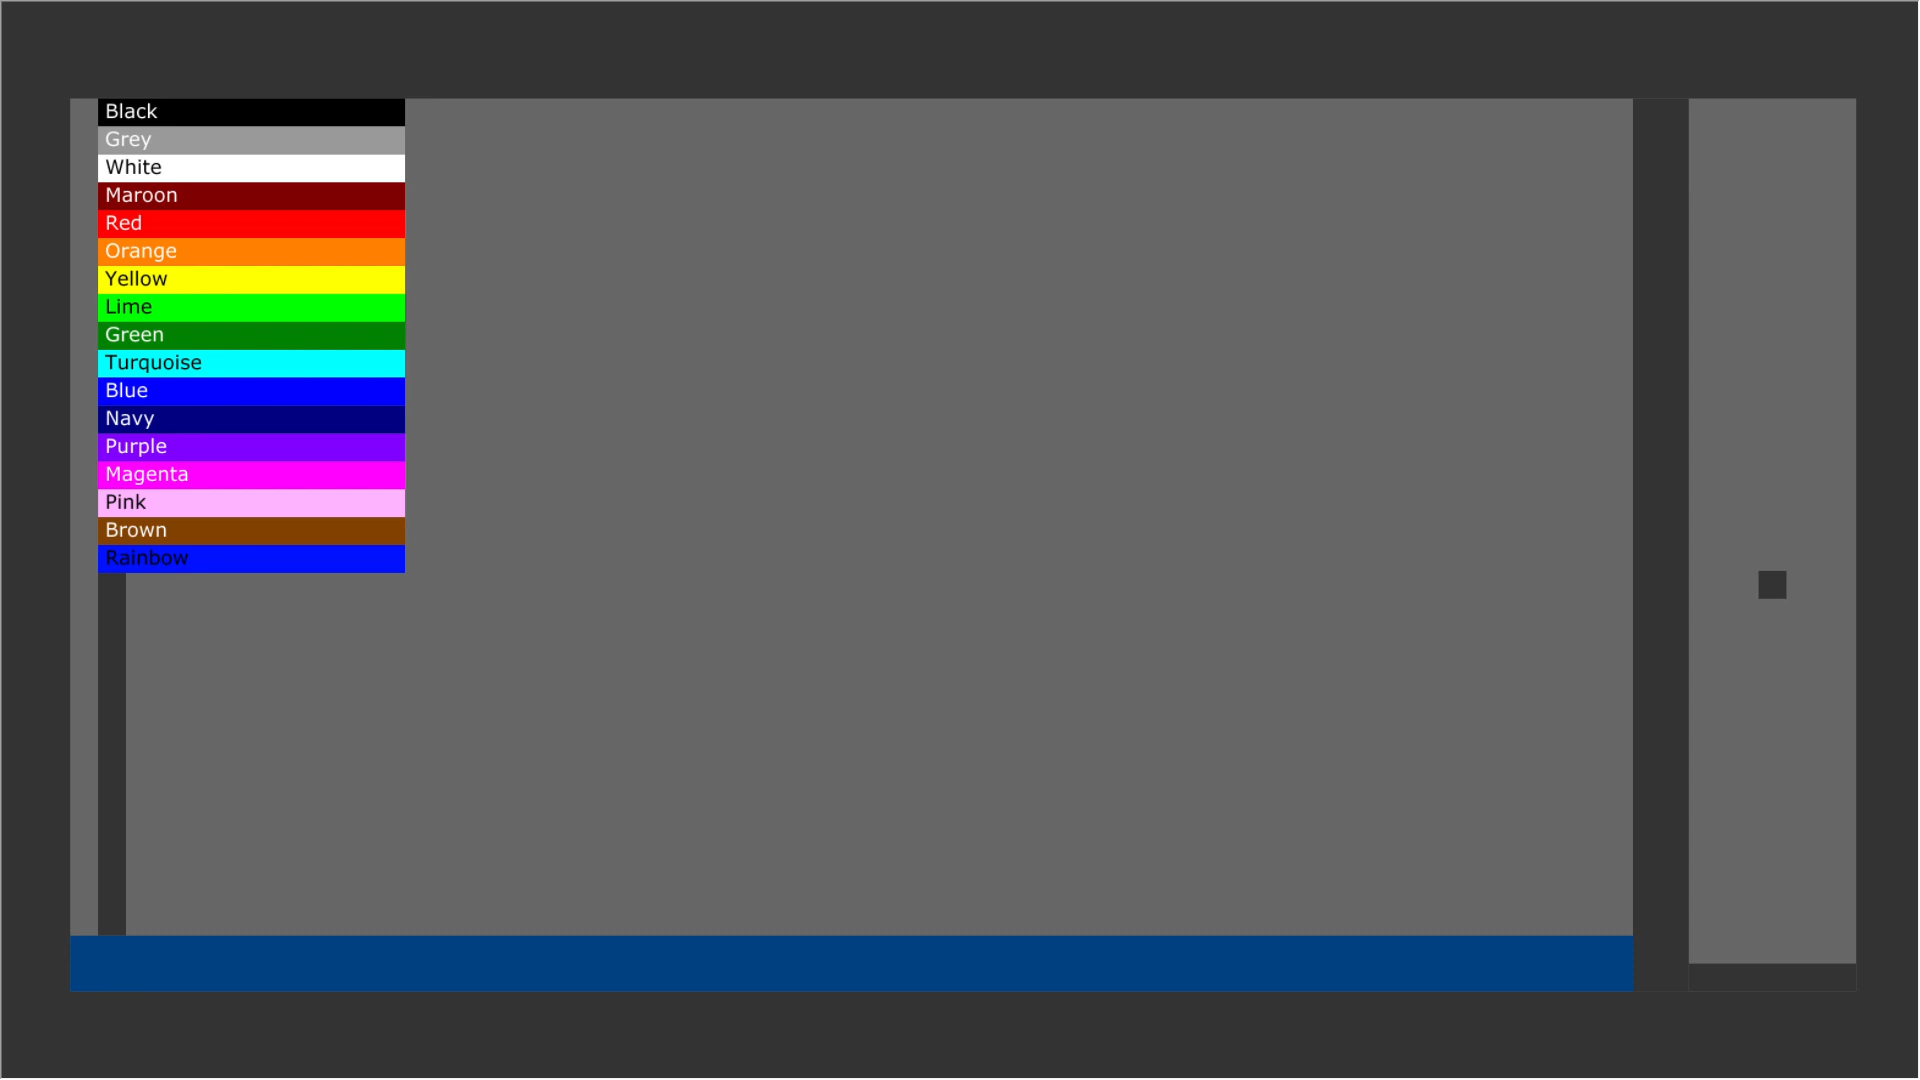 Black
Grey
White
Maroon
Red
Orange
Yellow
Lime
Green
Turquoise
Blue
Navy
Purple
Magenta
Pink
Brown
Rainbow